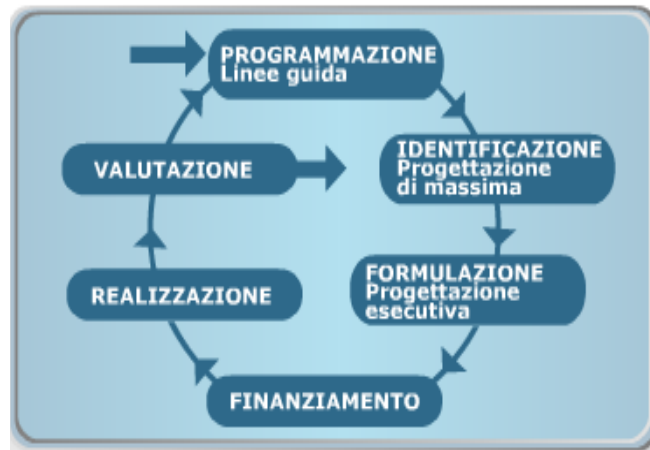 PROGRAMMAZIONE
Linee guida
IDENTIFICAZIONE
Progettazione
di massima
FORMULAZIONE
Progettazione
esecutiva
FINANZIAMENTO
REALIZZAZIONE
VALUTAZIONE